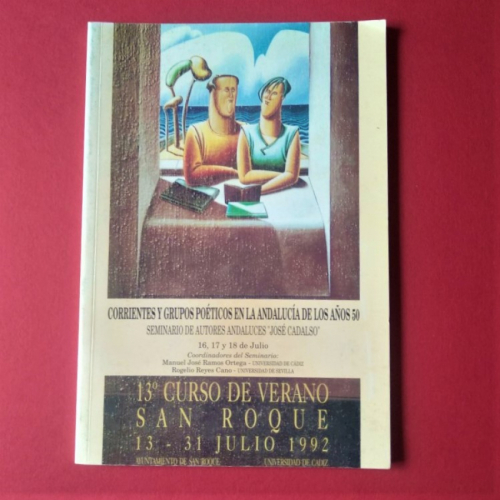 CORRIENTES Y GRUPOS POÉTICOS EN LA ANDALUCÍA DE LOS AÑOS 50
SEMINARIO DE AUTORES ANDALUCES "JOSÉ CADALSO"
16, 17 y 18 de Julio
Coordinadores del Seminario:
Manuel José Ramos Ortega - UNIVERSIDAD DE CÁDIZ
Rogelio Reyes Cano - UNIVERSIDAD DE SEVILLA
13º CURSO DE VERANO
SAN ROQUE
13 - 31 JULIO 1992
AYUNTAMIENTO DE SAN ROQUE UNIVERSIDAD DE CADIZ